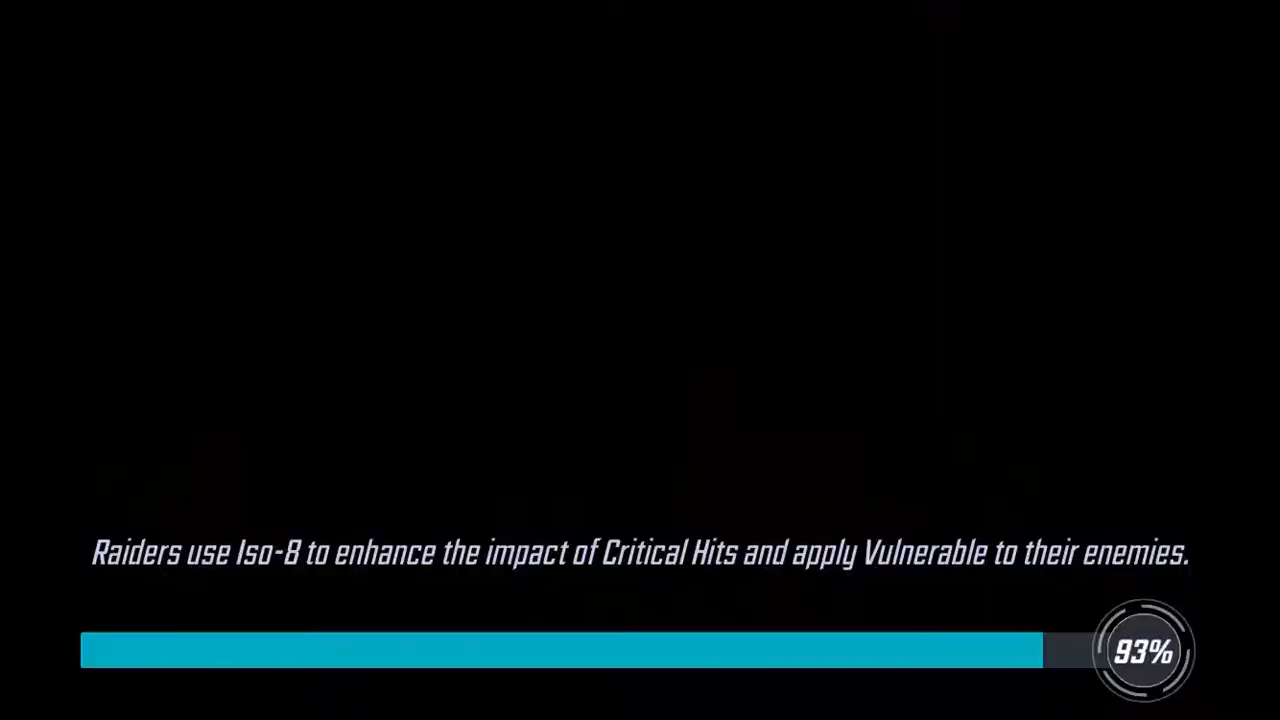 Raiders use Iso-8 to enhance the impact of Critical Hits and apply Vulnerable to their enemies.
93%